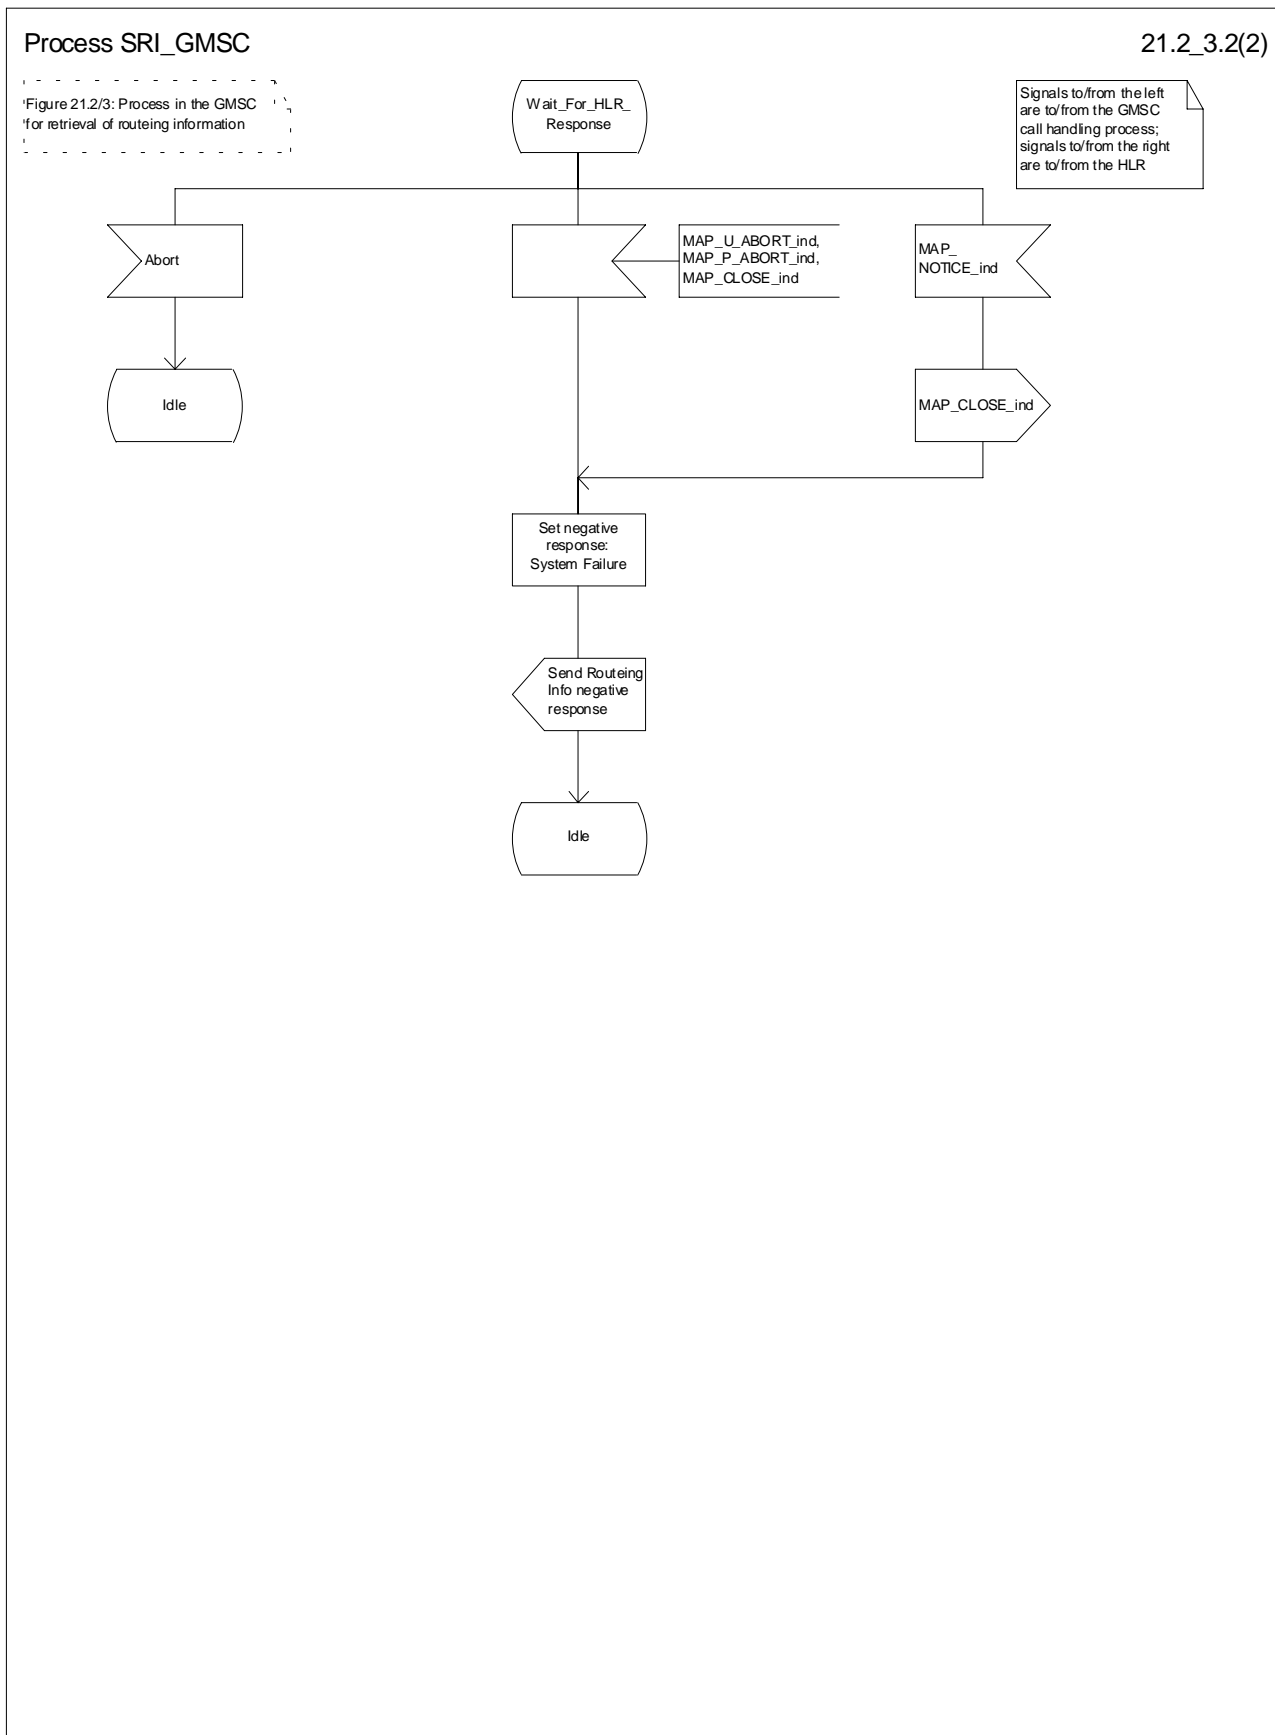 Process SRI_GMSC
21.2_3.2(2)
Figure 21.2/3: Process in the GMSC
for retrieval of routeing information
Wait_For_HLR_
Response
Signals to/from the left
are to/from the GMSC
call handling process;
signals to/from the right
are to/from the HLR
Abort
MAP_U_ABORT_ind,
MAP_P_ABORT_ind,
MAP_CLOSE_ind
MAP_
NOTICE_ind
Idle
MAP_CLOSE_ind
Set negative
response:
System Failure
Send Routeing
Info negative
response
Idle